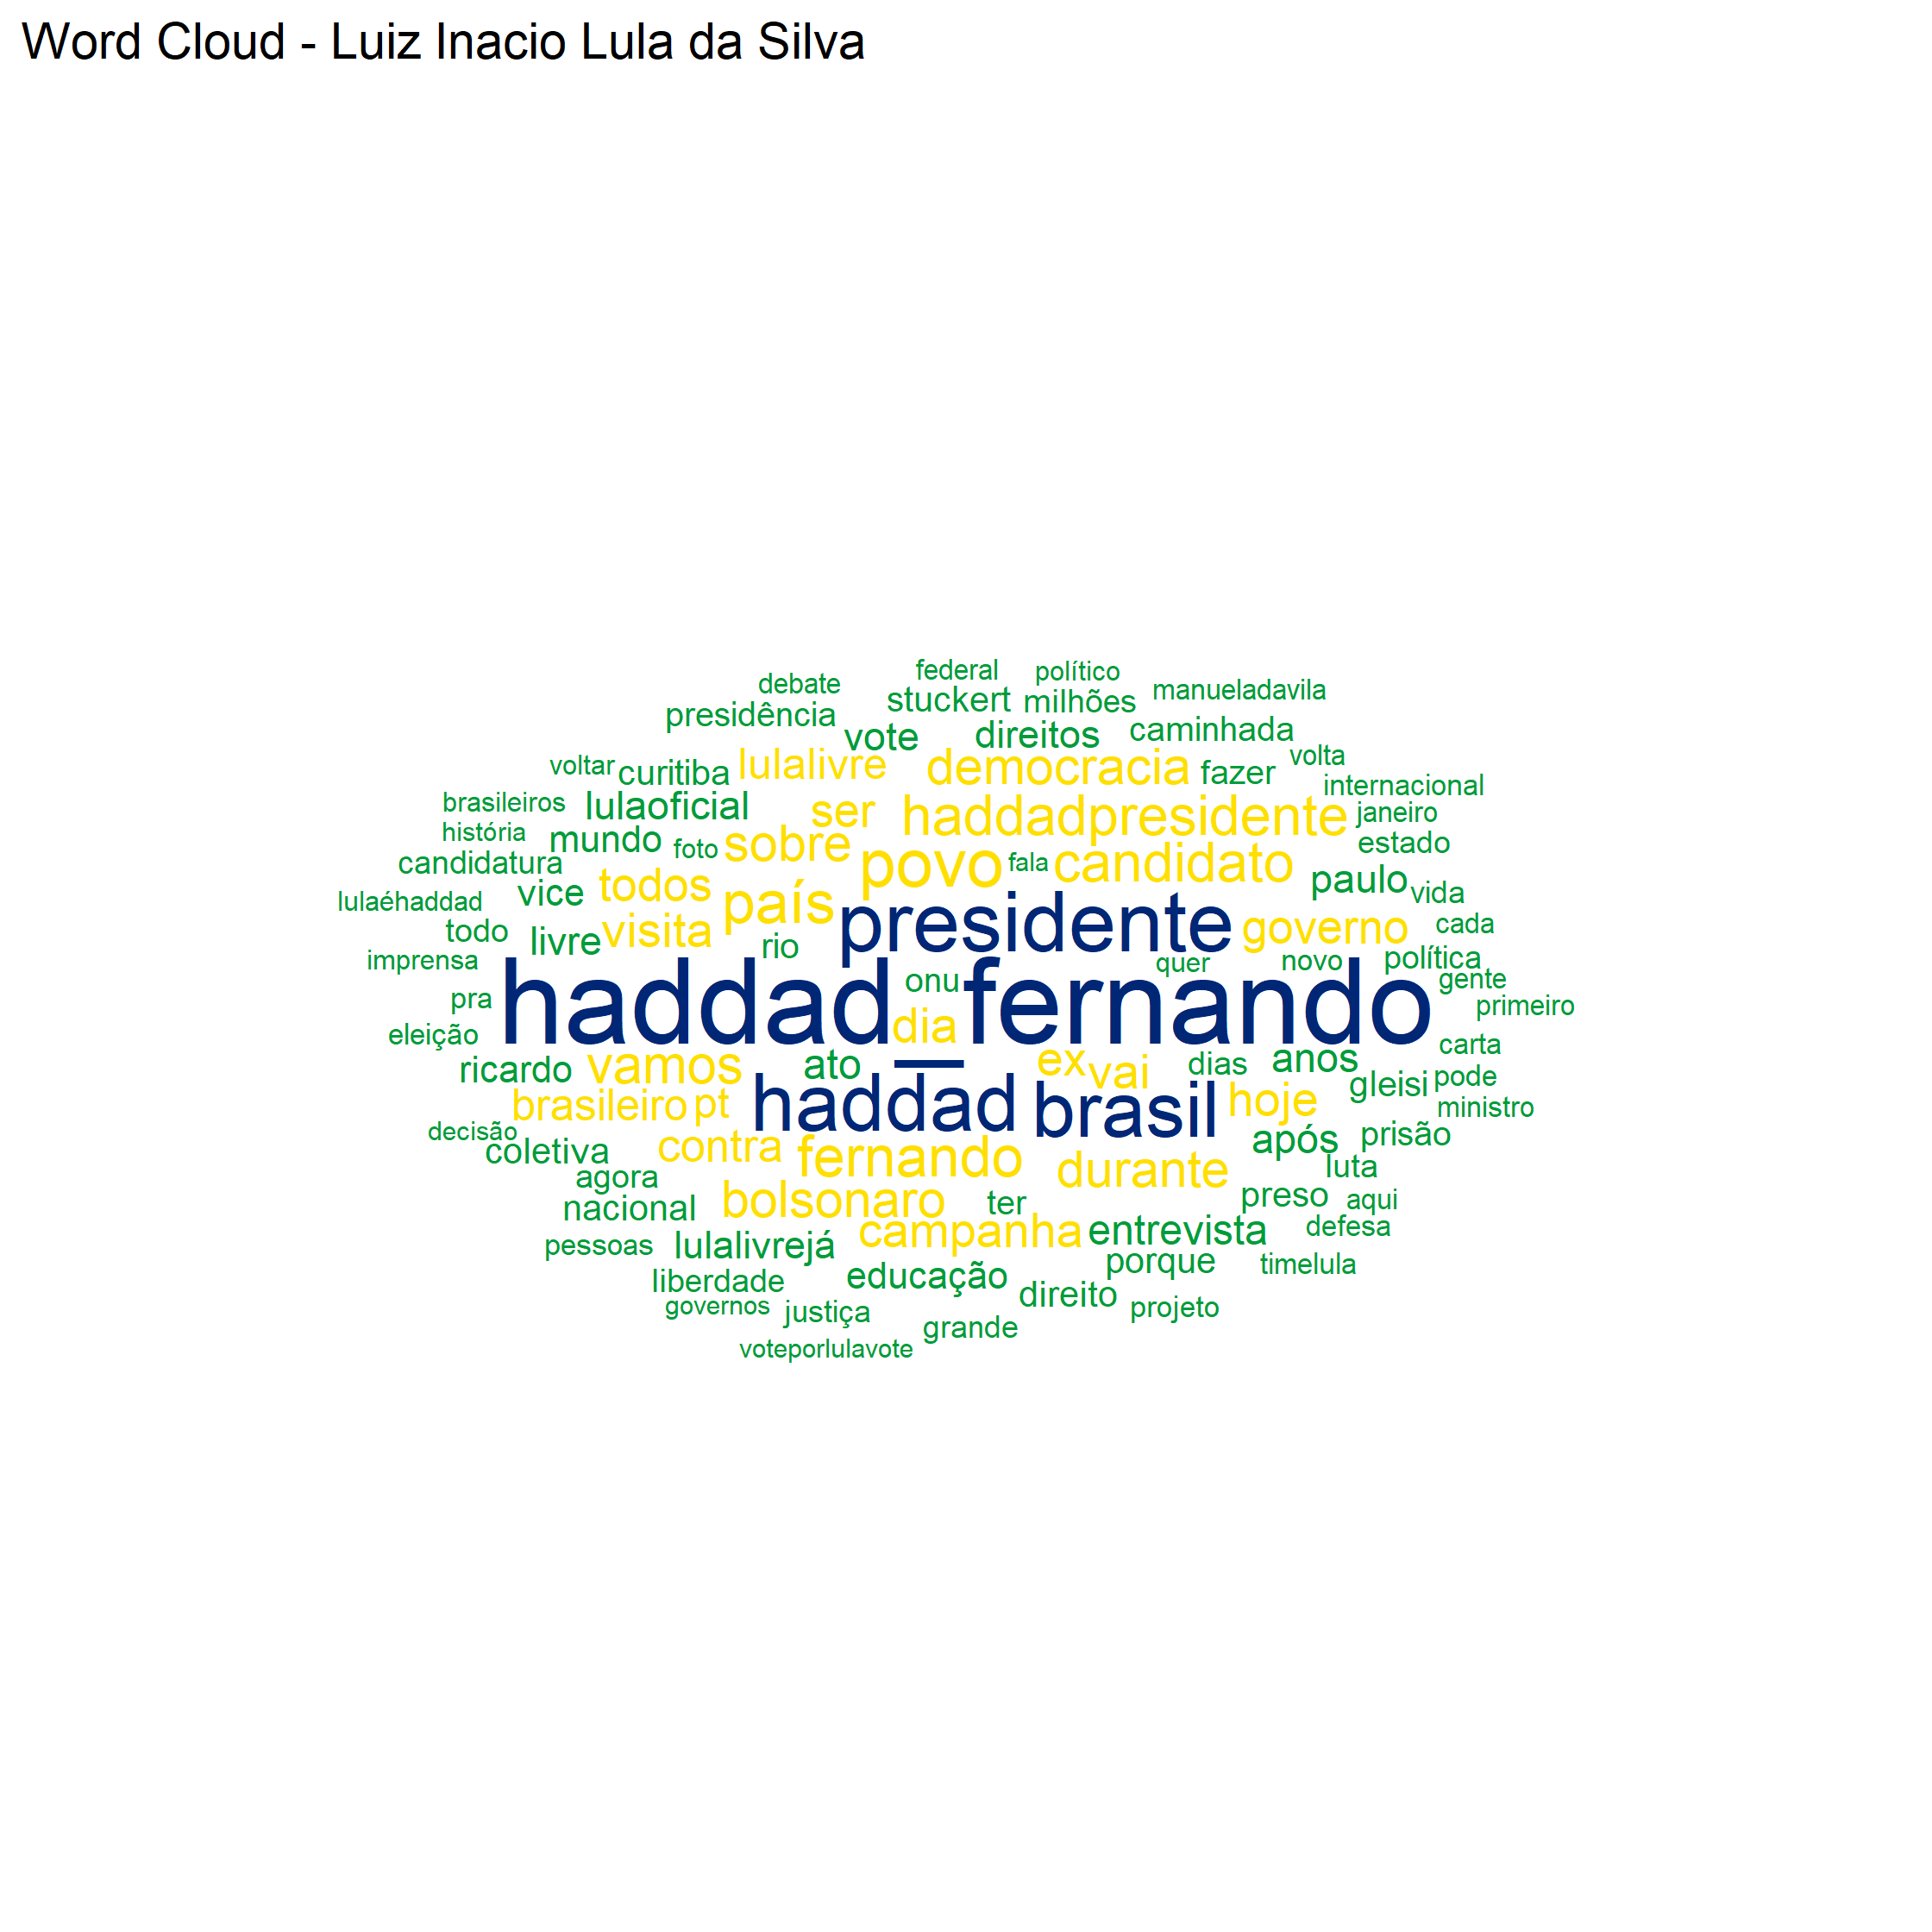 Word Cloud - Luiz Inacio Lula da Silva
federal político
debate manueladavila
stuckert milhões
presidência caminhada
vote direitos
voltar curitiba lulalivre democracia fazer volta
internacional
brasileiros lulaoficial ser haddadpresidente janeiro
história mundo foto sobre estado
candidatura povo fala candidato
lulaéhaddad vice todos país paulo vida
todo livre visita rio presidente governo cada
imprensa quer novo política
onu gente
pra haddad_fernando primeiro
eleição dia carta
ricardo vamos ato ex vai dias anos
gleisi pode
brasileiro pt haddad brasil hoje ministro
decisão coletiva contra fernando após prisão
agora durante luta
nacional bolsonaro ter preso aqui
pessoas lulalivrejá campanha entrevista defesa
liberdade educação porque timelula
governos justiça direito projeto
grande
voteporlulavote